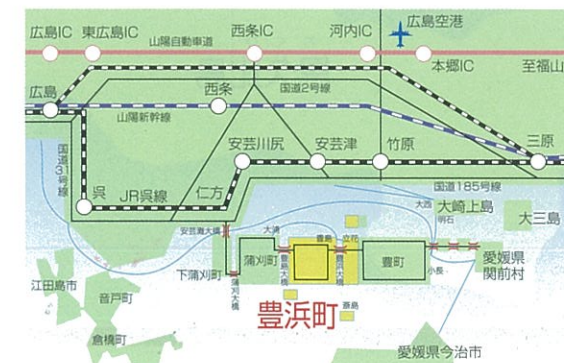 広島IC
東広島IC
山陽自動車道
西条IC
河内IC
広島空港
本郷IC
至福山
広島
西条
国道2号線
山陽新幹線
三原
国道31号線
安芸川尻
安芸津
竹原
呉
JR呉線
仁方
国道185号線
大西
大崎上島
明石
大三島
安芸灘大橋
大浦
豊島
立花
下蒲刈町
蒲刈町
豊島大橋
豊浜大橋
豊町
小長
愛媛県
関前村
江田島市
蒲刈大橋
音戸町
豊浜町
斎島
倉橋町
愛媛県今治市